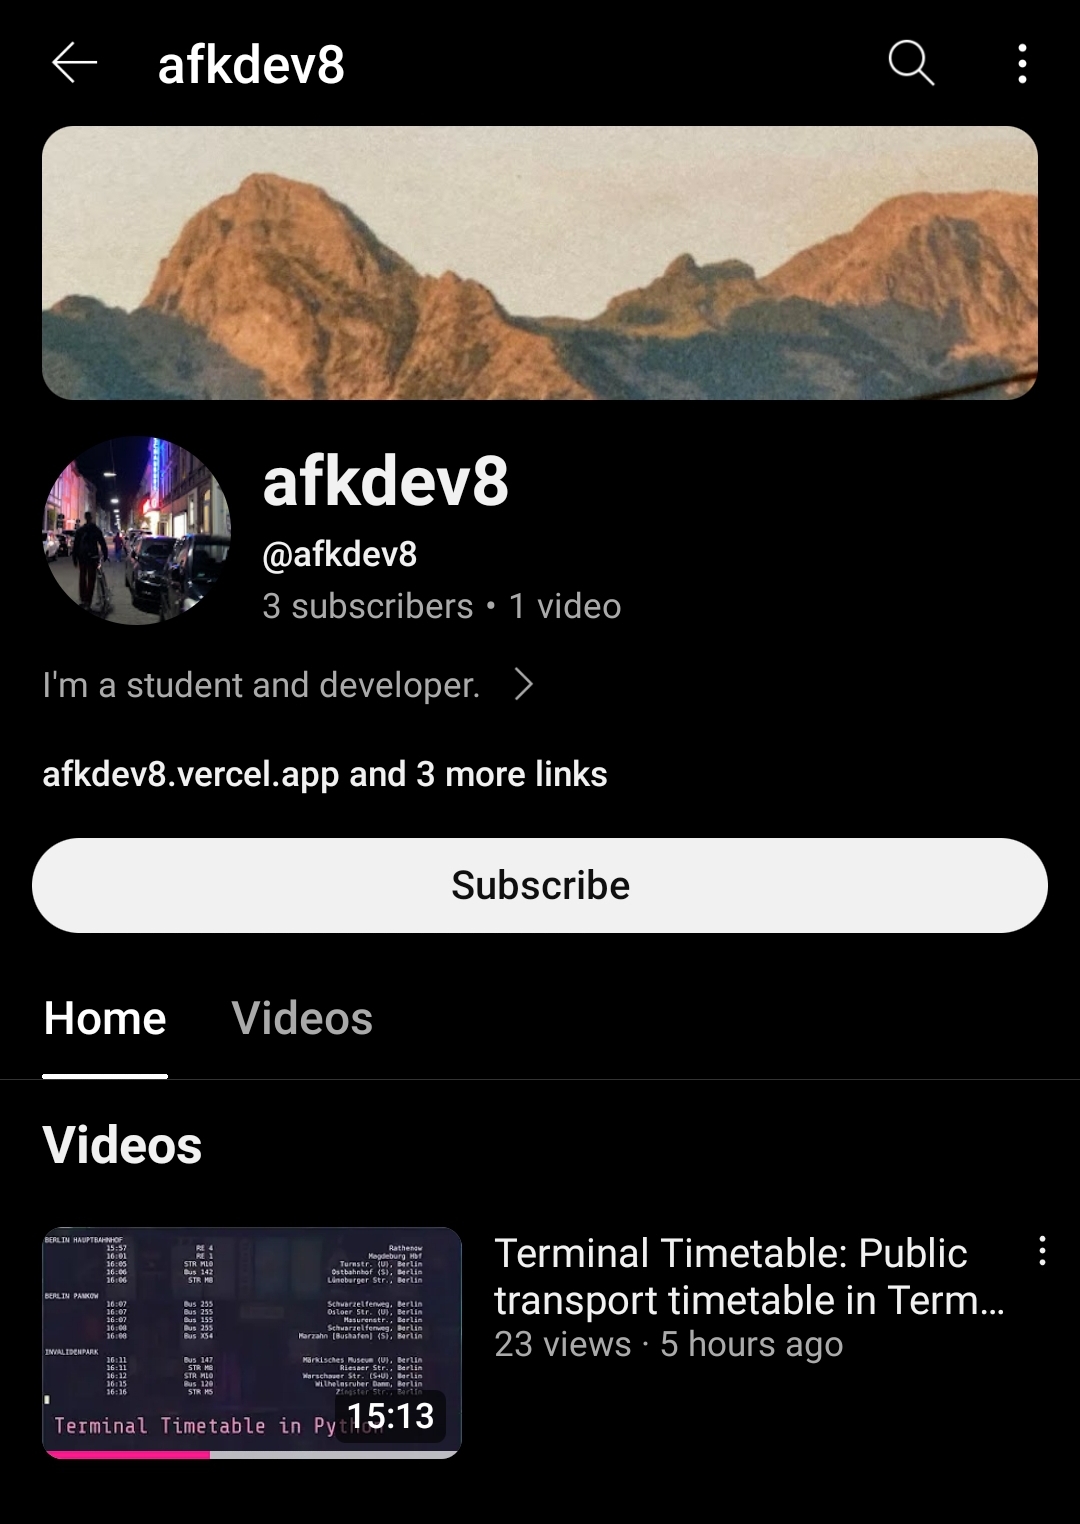 afkdev8
afkdev8
@afkdev8
3 subscribers • 1 video
I'm a student and developer.
afkdev8.vercel.app and 3 more links
Subscribe
Home Videos
Videos
BERLIN HAUPTBAHNHOF
15:57 RE 4 Rathenow
16:01 RE 1 Magdeburg Hbf
16:05 STR M10 Turmstr. (U), Berlin
16:06 Bus 142 Ostbahnhof (S), Berlin
16:06 STR M8 Lüneburger Str., Berlin
BERLIN PANKOW
16:07 Bus 255 Schwarzelfenweg, Berlin
16:07 Bus 255 Osloer Str. (U), Berlin
16:07 Bus 155 Masurenstr., Berlin
16:08 Bus 255 Schwarzelfenweg, Berlin
16:08 Bus X54 Marzahn [Bushafen] (S), Berlin
INVALIDENPARK
16:11 Bus 147 Märkisches Museum (U), Berlin
16:11 STR M8 Riesaer Str., Berlin
16:12 STR M10 Warschauer Str. (S+U), Berlin
16:15 Bus 120 Wilhelmsruher Damm, Berlin
16:16 STR M5 Zingster Str., Berlin
Terminal Timetable in Python
15:13
Terminal Timetable: Public
transport timetable in Term...
23 views · 5 hours ago